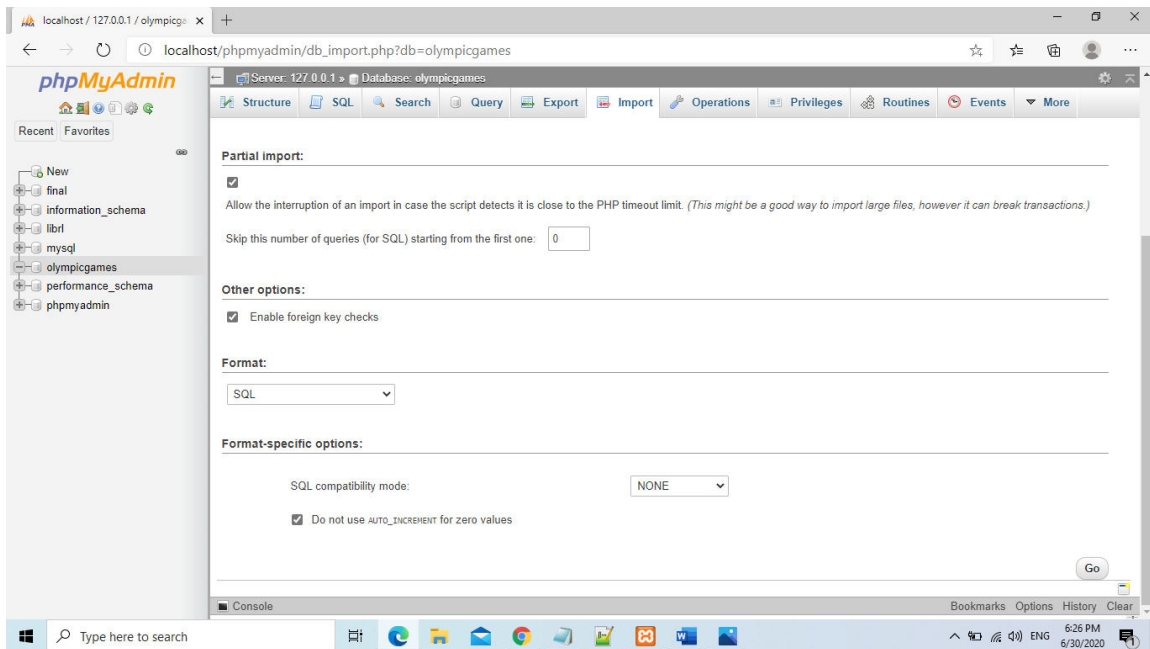 localhost / 127.0.0.1 / olympicga
localhost/phpmyadmin/db_import.php?db=olympicgames
phpMyAdmin
Recent Favorites
New
final
information_schema
librl
mysql
olympicgames
performance_schema
phpmyadmin
Server: 127.0.0.1 » Database: olympicgames
Structure SQL Search Query Export Import Operations Privileges Routines Events More
Partial import:
Allow the interruption of an import in case the script detects it is close to the PHP timeout limit. (This might be a good way to import large files, however it can break transactions.)
Skip this number of queries (for SQL) starting from the first one: 0
Other options:
Enable foreign key checks
Format:
SQL
Format-specific options:
SQL compatibility mode: NONE
Do not use AUTO_INCREMENT for zero values
Go
Console
Bookmarks Options History Clear
Type here to search
ENG
6:26 PM
6/30/2020